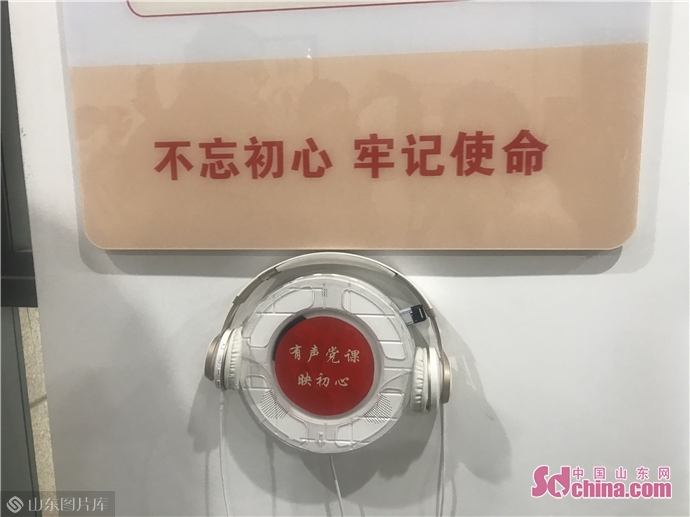 不忘初心 牢记使命
有声党课
映初心
中国山东网
Sdchina.com
山东图片库